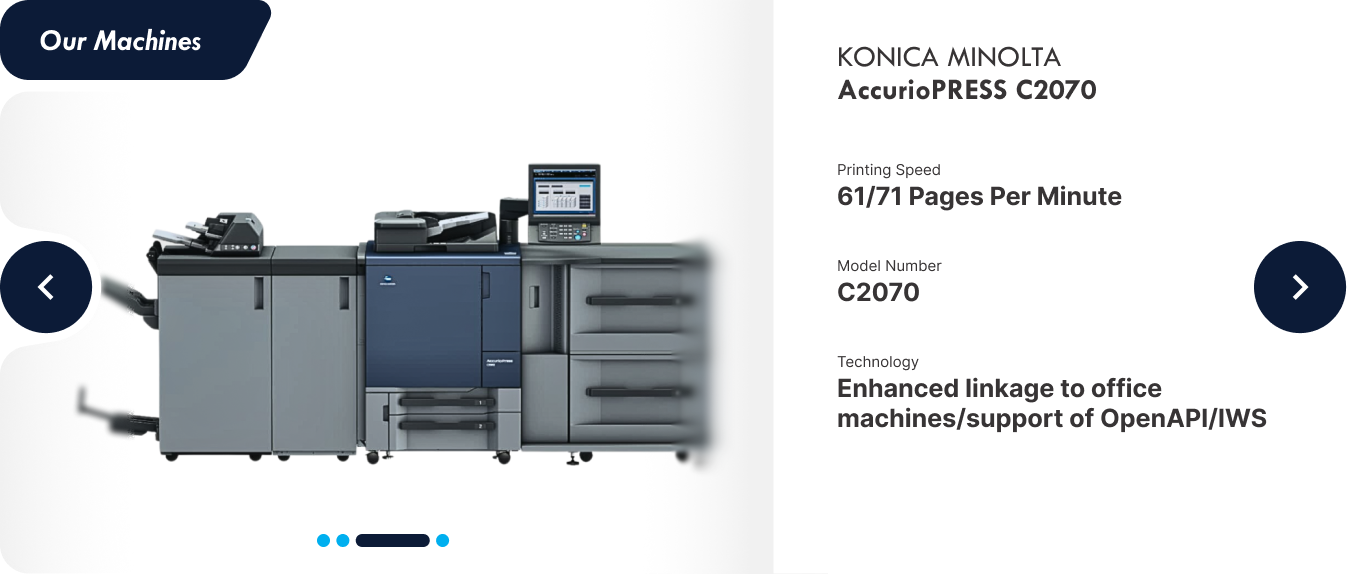 Our Machines
KONICA MINOLTA
AccurioPRESS C2070
Printing Speed
61/71 Pages Per Minute
Model Number
C2070
Technology
Enhanced linkage to office
machines/support of OpenAPI/IWS